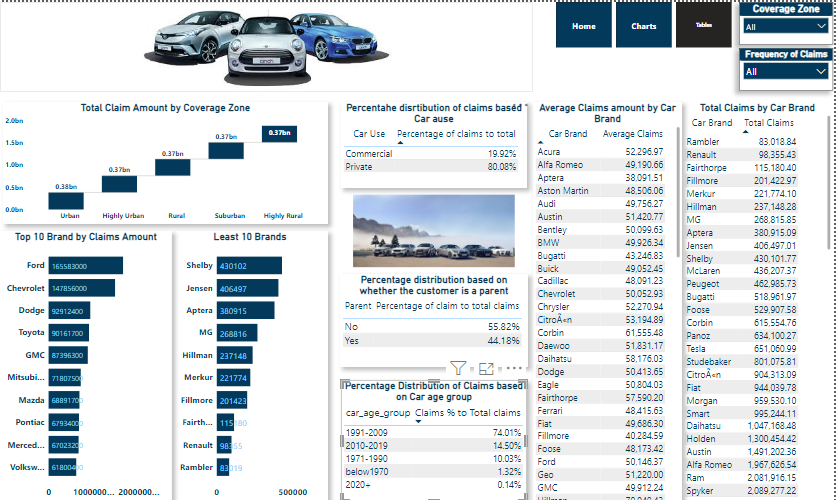 Home
Charts
Tables
Coverage Zone
All
Frequency of Claims
All
Total Claim Amount by Coverage Zone
2.0bn
1.5bn
1.0bn
0.5bn
0.0bn
0.38bn
0.37bn
0.37bn
0.37bn
0.37bn
Urban
Highly Urban
Rural
Suburban
Highly Rural
Top 10 Brand by Claims Amount
Ford 165583000
Chevrolet 147856000
Dodge 92912400
Toyota 90161700
GMC 87396300
Mitsubi... 71807500
Mazda 6889170
Pontiac 6793400
Merced... 6702320
Volksw... 6180040
0 1000000... 2000000...
Least 10 Brands
Shelby 430102
Jensen 406497
Aptera 380915
MG 268816
Hillman 237148
Merkur 221774
Fillmore 201423
Fairth... 115180
Renault 98355
Rambler 83019
0 500000
Percentahe disrtibution of claims based
Car ause
Car Use Percentage of claims to total
Commercial 19.92%
Private 80.08%
Percentage distribution based on
whether the customer is a parent
Parent Percentage of claim to total claims
No 55.82%
Yes 44.18%
Percentage Distribution of Claims based
on Car age group
car_age_group Claims % to Total claims
1991-2009 74.01%
2010-2019 14.50%
1971-1990 10.03%
below1970 1.32%
2020+ 0.14%
Average Claims amount by Car
Brand
Car Brand Average Claims
Acura 52,296.97
Alfa Romeo 49,190.66
Aptera 38,091.51
Aston Martin 48,506.06
Audi 49,756.27
Austin 51,420.77
Bentley 50,099.63
BMW 49,926.34
Bugatti 43,246.83
Buick 49,052.45
Cadillac 48,091.23
Chevrolet 50,052.93
Chrysler 52,270.94
CitroÃ«n 53,194.89
Corbin 61,555.48
Daewoo 51,831.17
Daihatsu 58,176.03
Dodge 50,413.65
Eagle 50,804.03
Fairthorpe 57,590.20
Ferrari 48,415.63
Fiat 49,686.30
Fillmore 40,284.59
Foose 48,173.42
Ford 50,146.37
Geo 51,220.00
GMC 49,912.24
Total Claims by Car Brand
Car Brand Total Claims
Rambler 83,018.84
Renault 98,355.43
Fairthorpe 115,180.40
Fillmore 201,422.97
Merkur 221,774.10
Hillman 237,148.28
MG 268,815.85
Aptera 380,915.09
Jensen 406,497.01
Shelby 430,101.77
McLaren 436,207.37
Peugeot 462,985.73
Bugatti 518,961.97
Foose 529,907.58
Corbin 615,554.76
Panoz 634,100.27
Tesla 651,060.99
Studebaker 801,075.81
CitroÃ«n 904,313.09
Fiat 944,039.78
Morgan 959,530.10
Smart 995,244.11
Daihatsu 1,047,168.48
Holden 1,300,454.42
Austin 1,491,202.36
Alfa Romeo 1,967,626.54
Ram 2,081,916.15
Spyker 2,089,277.22